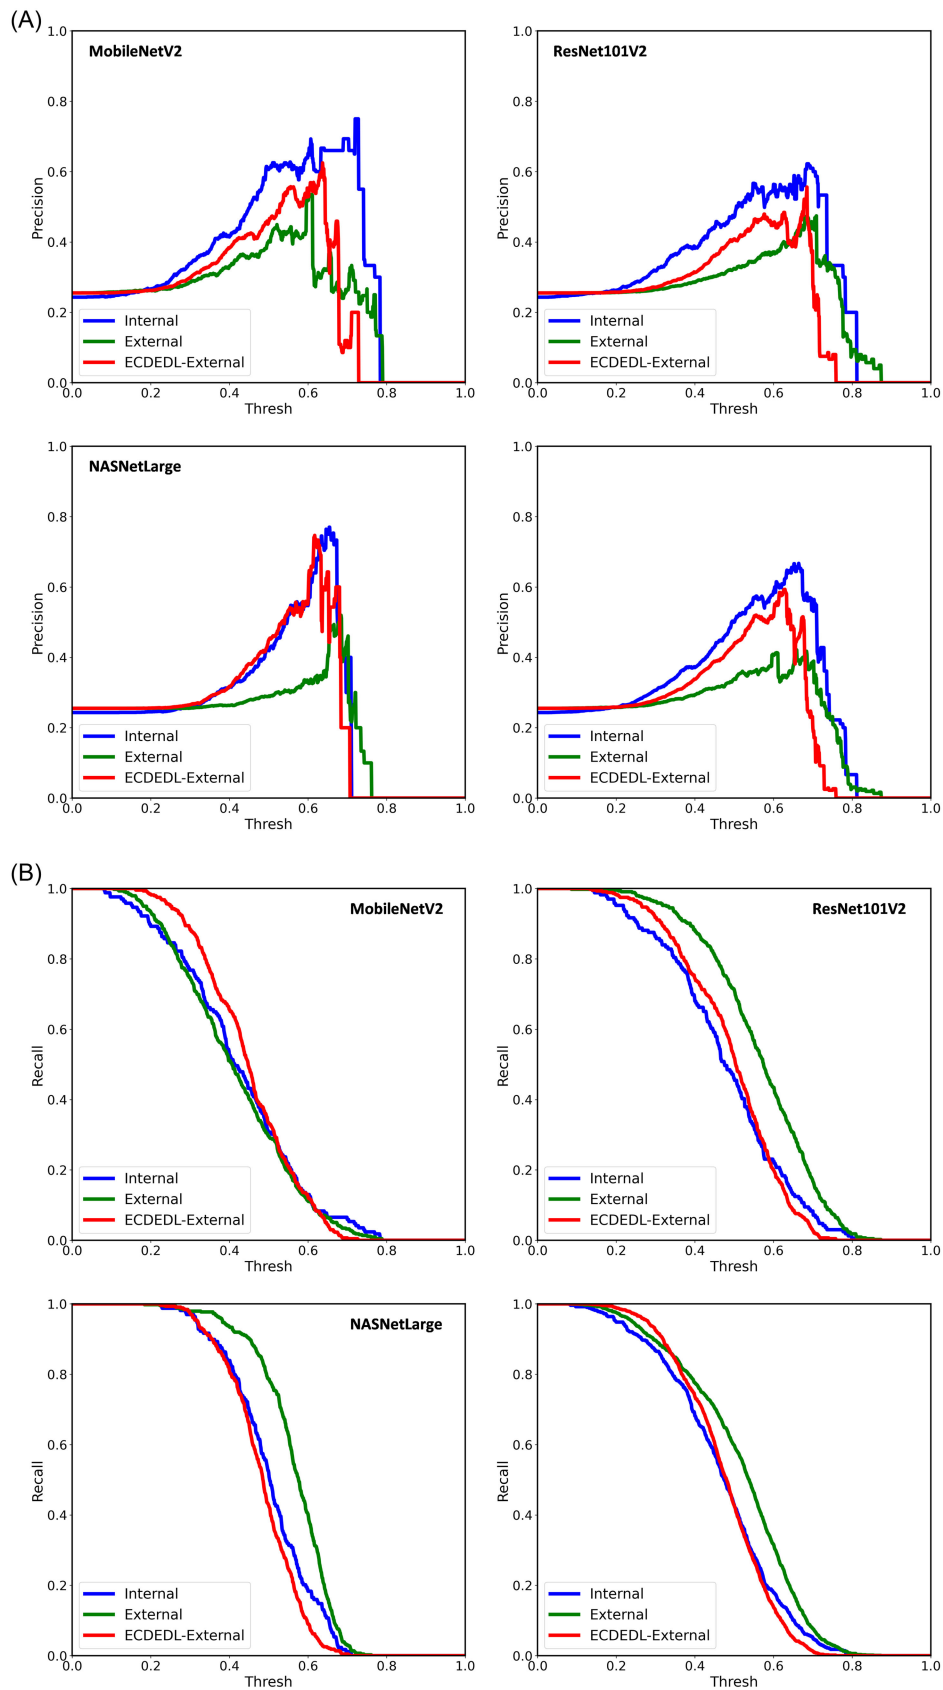 (A)
MobileNetV2
1.0
0.8
0.6
0.4
0.2
0.0
Precision
Internal
External
ECDEDL-External
0.0 0.2 0.4 0.6 0.8 1.0
Thresh
ResNet101V2
1.0
0.8
0.6
0.4
0.2
0.0
Precision
Internal
External
ECDEDL-External
0.0 0.2 0.4 0.6 0.8 1.0
Thresh
NASNetLarge
1.0
0.8
0.6
0.4
0.2
0.0
Precision
Internal
External
ECDEDL-External
0.0 0.2 0.4 0.6 0.8 1.0
Thresh
1.0
0.8
0.6
0.4
0.2
0.0
Precision
Internal
External
ECDEDL-External
0.0 0.2 0.4 0.6 0.8 1.0
Thresh
(B)
MobileNetV2
1.0
0.8
0.6
0.4
0.2
0.0
Recall
Internal
External
ECDEDL-External
0.0 0.2 0.4 0.6 0.8 1.0
Thresh
ResNet101V2
1.0
0.8
0.6
0.4
0.2
0.0
Recall
Internal
External
ECDEDL-External
0.0 0.2 0.4 0.6 0.8 1.0
Thresh
NASNetLarge
1.0
0.8
0.6
0.4
0.2
0.0
Recall
Internal
External
ECDEDL-External
0.0 0.2 0.4 0.6 0.8 1.0
Thresh
1.0
0.8
0.6
0.4
0.2
0.0
Recall
Internal
External
ECDEDL-External
0.0 0.2 0.4 0.6 0.8 1.0
Thresh